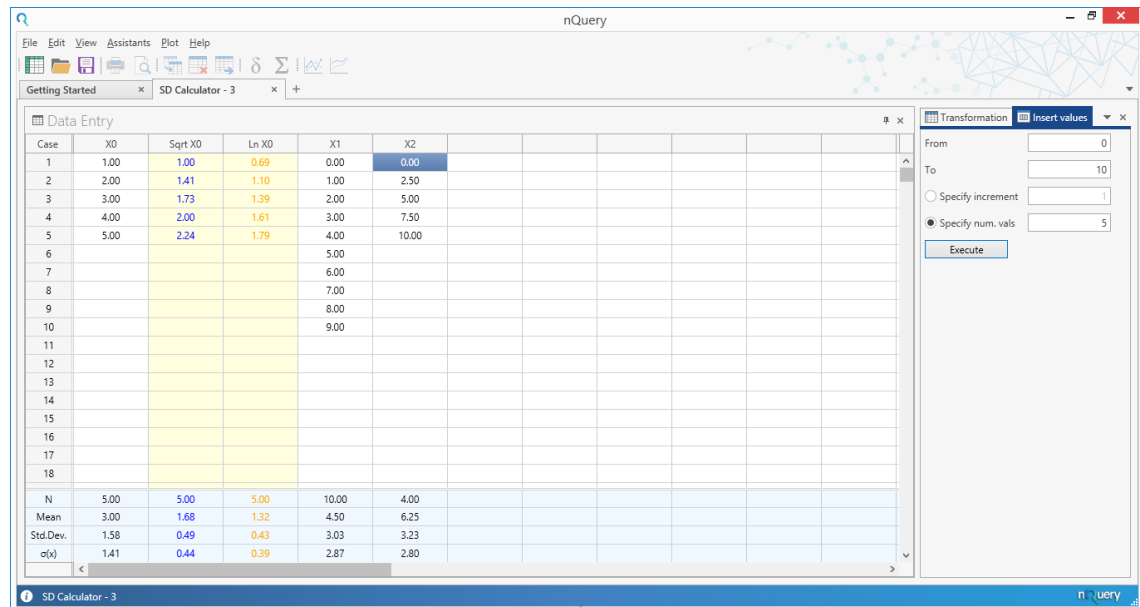 nQuery
File Edit View Assistants Plot Help
δ Σ
Getting Started × SD Calculator - 3 × +
Data Entry
Case X0 Sqrt X0 Ln X0 X1 X2
1 1.00 1.00 0.69 0.00 0.00
2 2.00 1.41 1.10 1.00 2.50
3 3.00 1.73 1.39 2.00 5.00
4 4.00 2.00 1.61 3.00 7.50
5 5.00 2.24 1.79 4.00 10.00
6 5.00
7 6.00
8 7.00
9 8.00
10 9.00
11
12
13
14
15
16
17
18
N 5.00 5.00 5.00 10.00 4.00
Mean 3.00 1.68 1.32 4.50 6.25
Std.Dev. 1.58 0.49 0.43 3.03 3.23
σ(x) 1.41 0.44 0.39 2.87 2.80
Transformation Insert values
From 0
To 10
Specify increment 1
Specify num. vals 5
Execute
SD Calculator - 3
nQuery